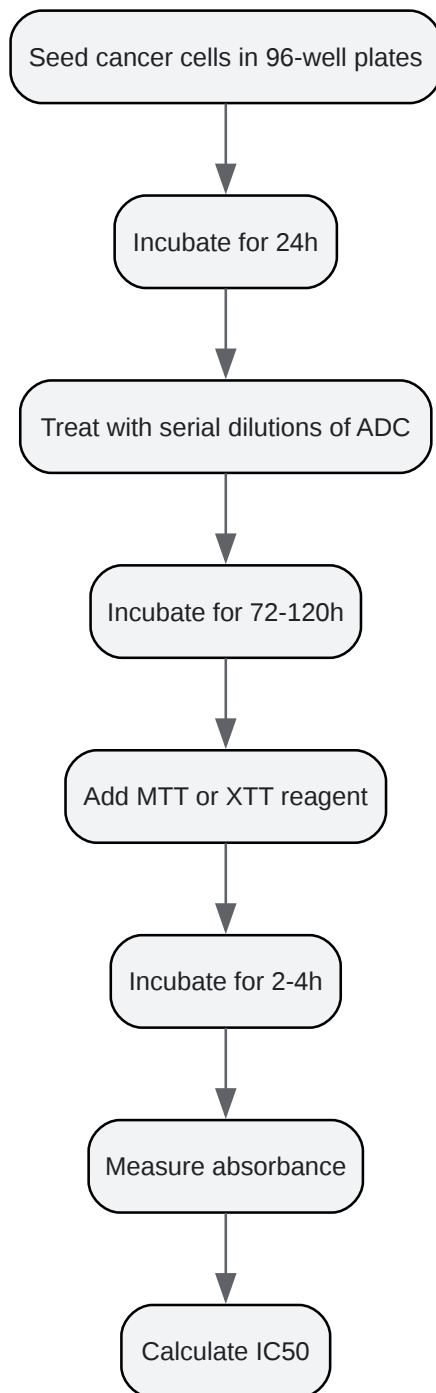 Seed cancer cells in 96-well plates
Incubate for 24h
Treat with serial dilutions of ADC
Incubate for 72-120h
Add MTT or XTT reagent
Incubate for 2-4h
Measure absorbance
Calculate IC50